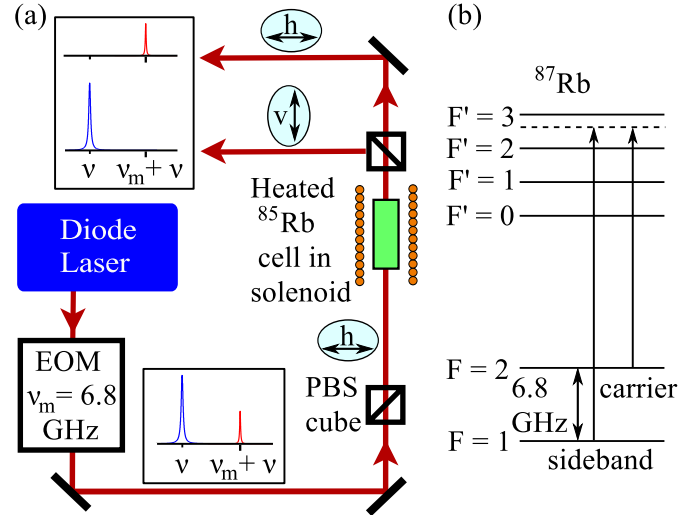 (a)
h
v
ν
νm + ν
Diode
Laser
Heated
85Rb
cell in
solenoid
EOM
νm = 6.8
GHz
h
PBS
cube
ν
νm + ν
(b)
87Rb
F' = 3
F' = 2
F' = 1
F' = 0
F = 2
6.8
GHz
carrier
F = 1
sideband